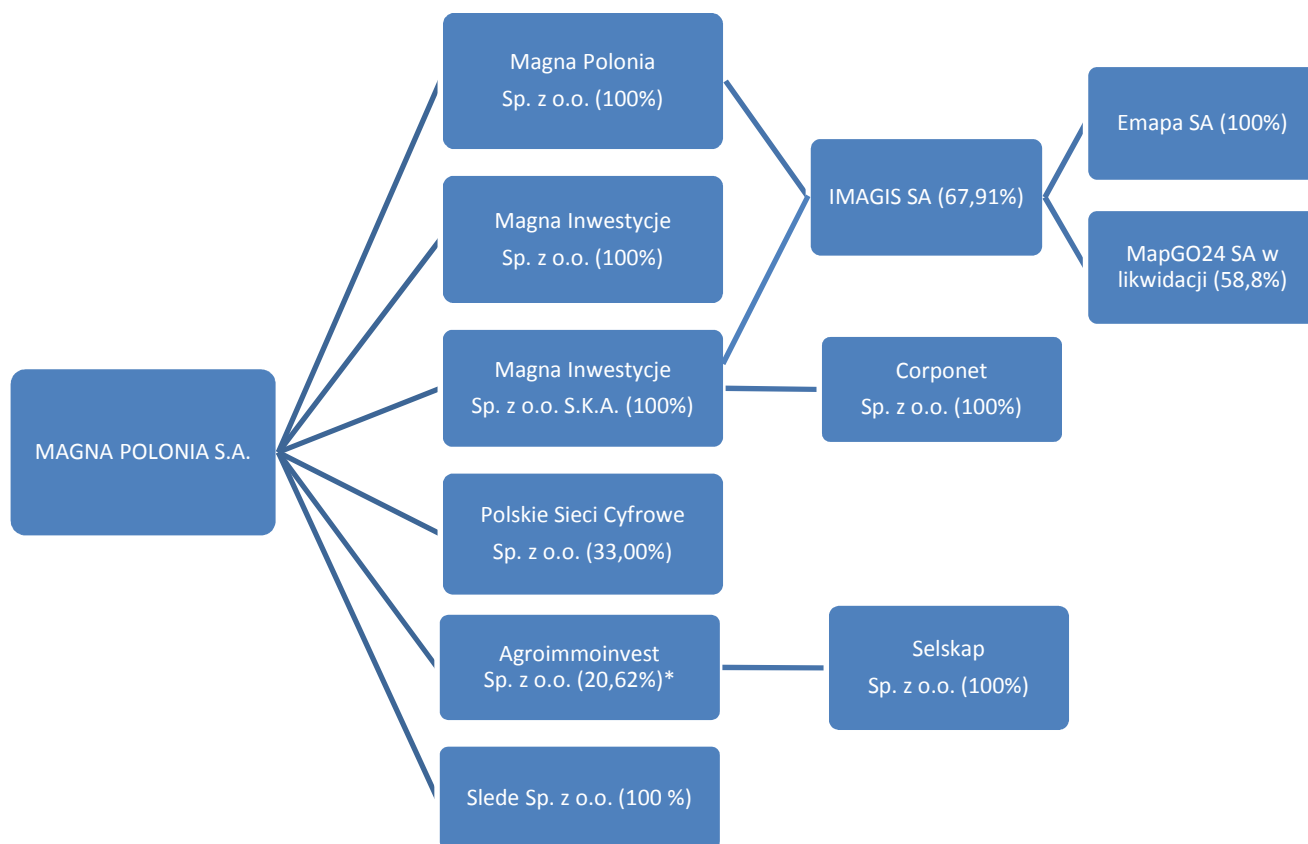 MAGNA POLONIA S.A.
Magna Polonia
Sp. z o.o. (100%)
Magna Inwestycje
Sp. z o.o. (100%)
Magna Inwestycje
Sp. z o.o. S.K.A. (100%)
Polskie Sieci Cyfrowe
Sp. z o.o. (33,00%)
Agroimmoinvest
Sp. z o.o. (20,62%)*
Slede Sp. z o.o. (100 %)
IMAGIS SA (67,91%)
Corponet
Sp. z o.o. (100%)
Selskap
Sp. z o.o. (100%)
Emapa SA (100%)
MapGO24 SA w
likwidacji (58,8%)